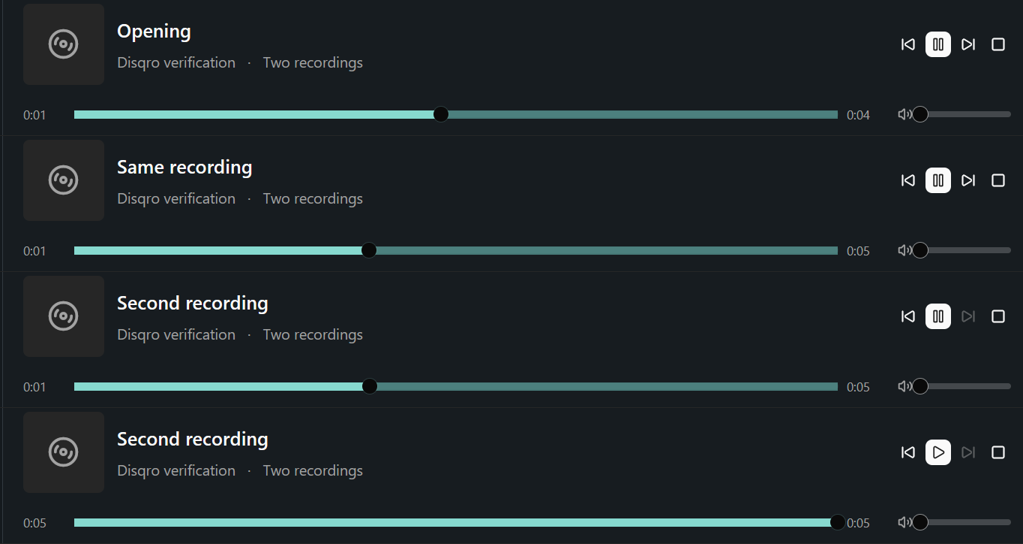 Opening
Disqro verification · Two recordings
0:01 0:04
Same recording
Disqro verification · Two recordings
0:01 0:05
Second recording
Disqro verification · Two recordings
0:01 0:05
Second recording
Disqro verification · Two recordings
0:05 0:05